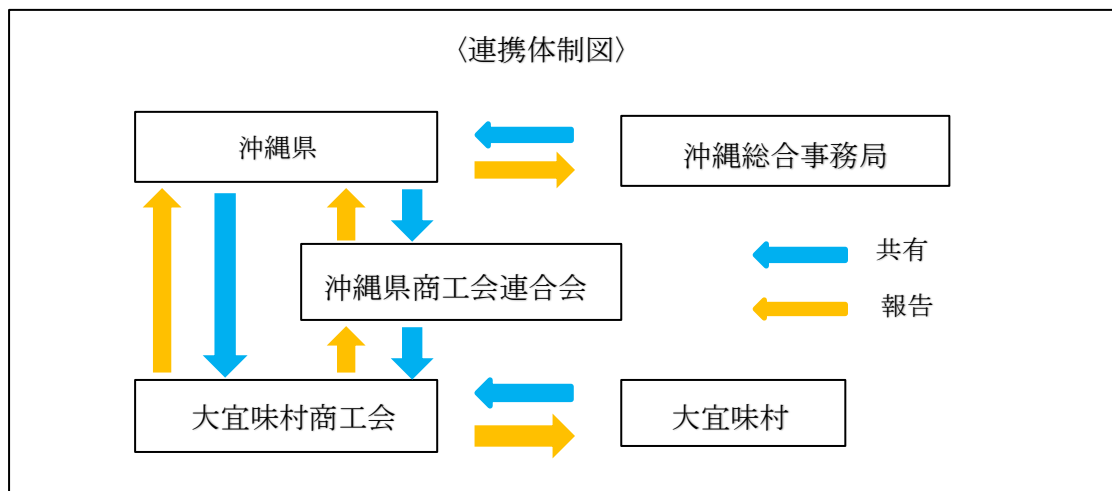 〈連携体制図〉
沖縄県
沖縄総合事務局
沖縄県商工会連合会
共有
報告
大宜味村商工会
大宜味村